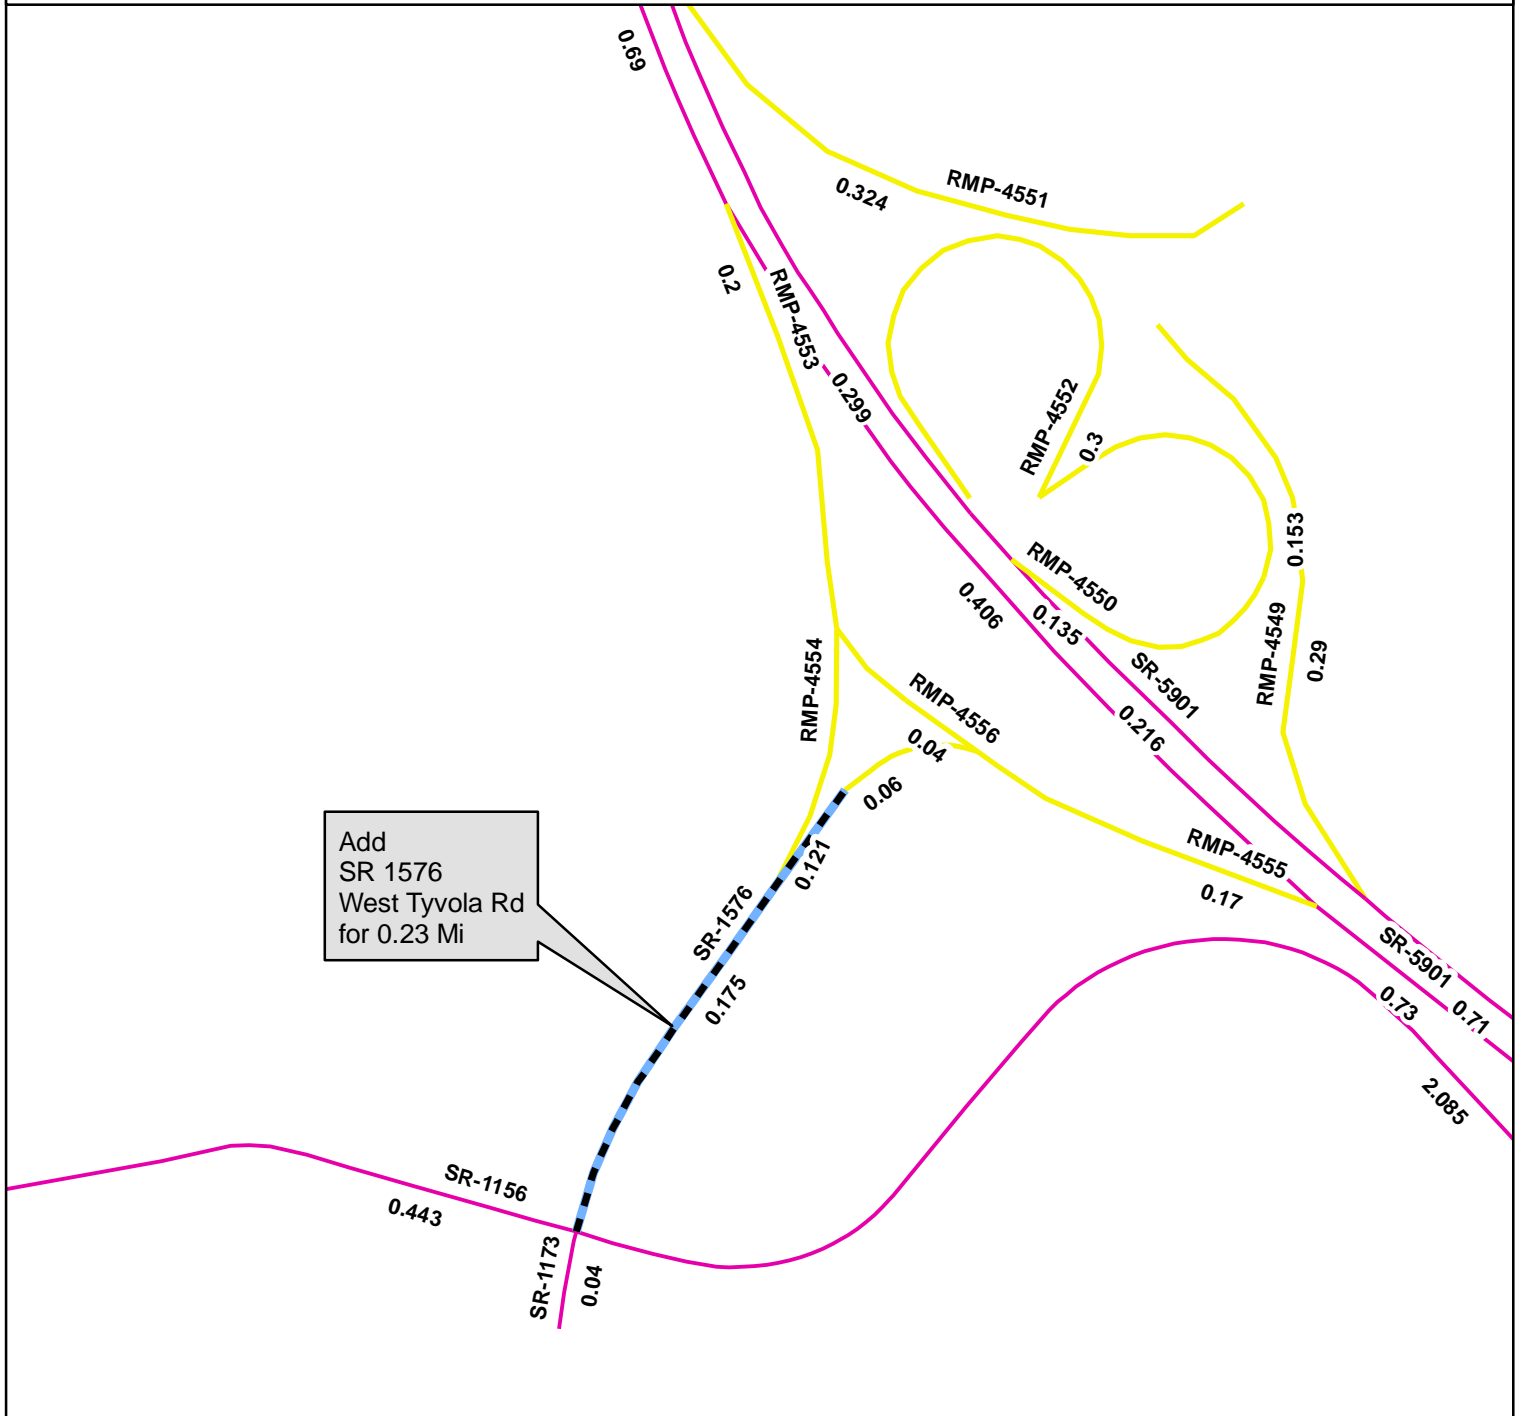 0.69
RMP-4551
0.324
0.2
RMP-4553
0.299
RMP-4552
0.3
0.153
RMP-4550
0.406
0.135
RMP-4549
0.29
SR-5901
RMP-4554
RMP-4556
0.216
0.04
0.06
Add
SR 1576
West Tyvola Rd
for 0.23 Mi
0.121
RMP-4555
0.17
SR-1576
0.175
SR-5901
0.73
0.71
2.085
SR-1156
0.443
SR-1173
0.04